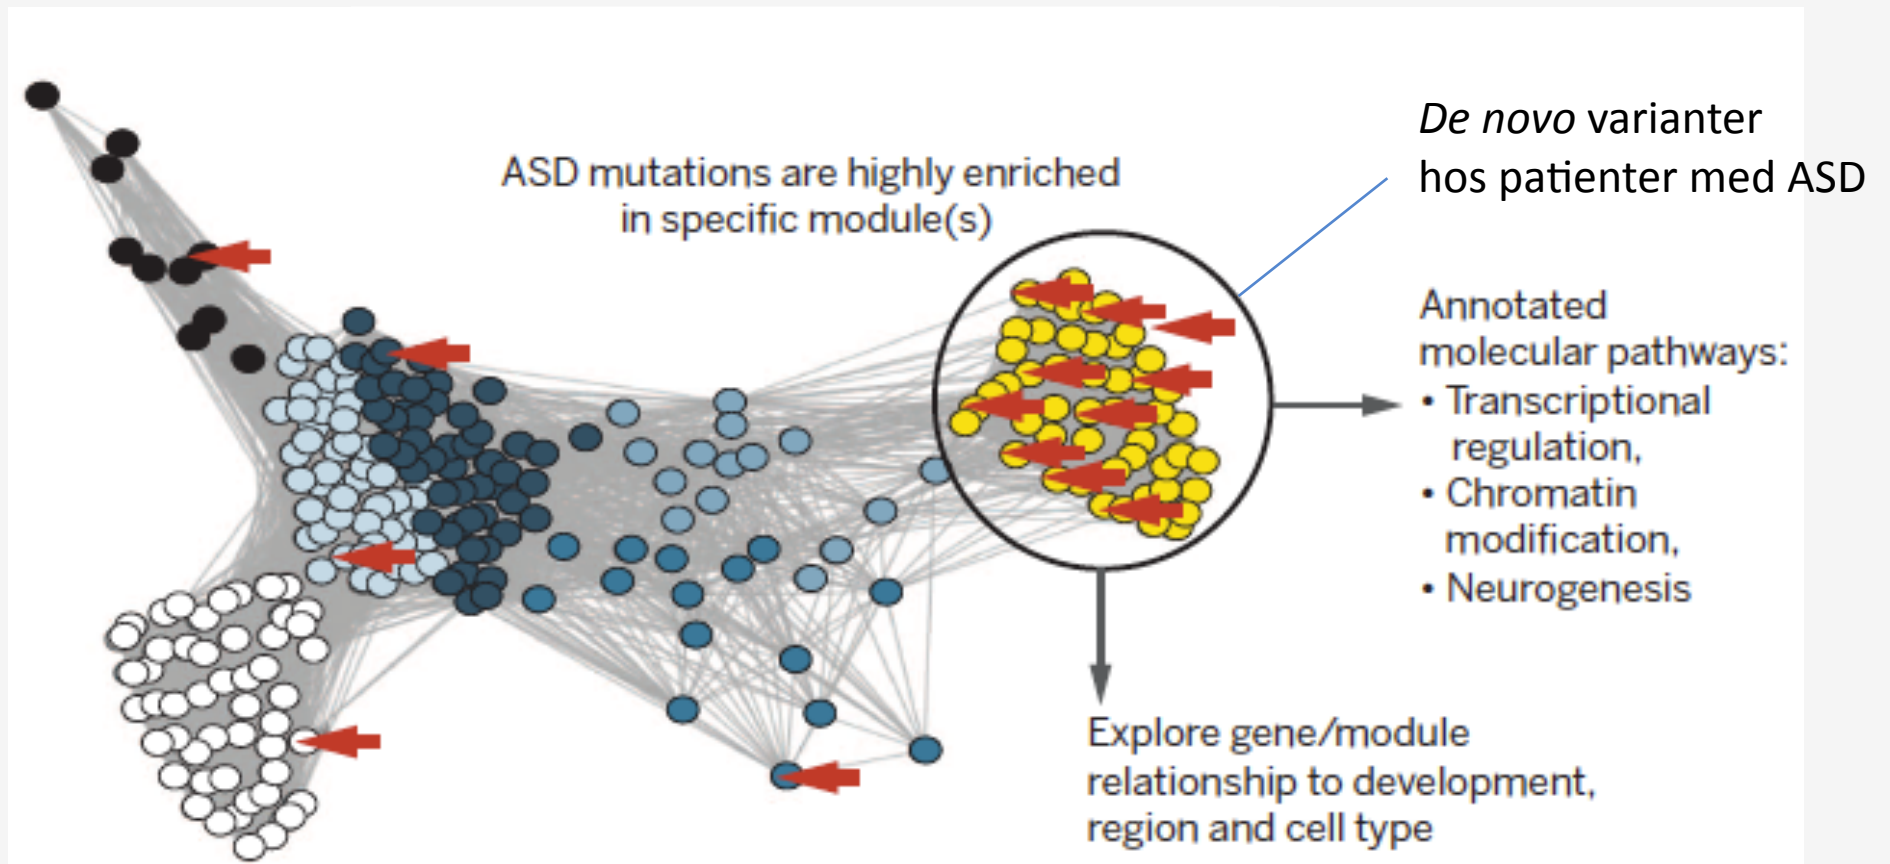 De novo varianter
hos patienter med ASD
ASD mutations are highly enriched
in specific module(s)
Annotated
molecular pathways:
• Transcriptional
regulation,
• Chromatin
modification,
• Neurogenesis
Explore gene/module
relationship to development,
region and cell type